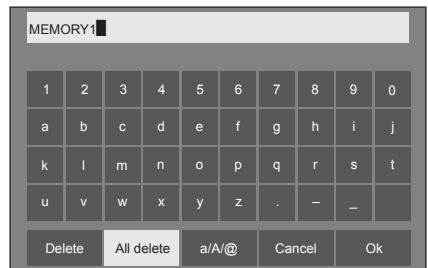 MEMORY1
1 2 3 4 5 6 7 8 9 0
a b c d e f g h i j
k l m n o p q r s t
u v w x y z . – _
Delete All delete a/A/@ Cancel Ok